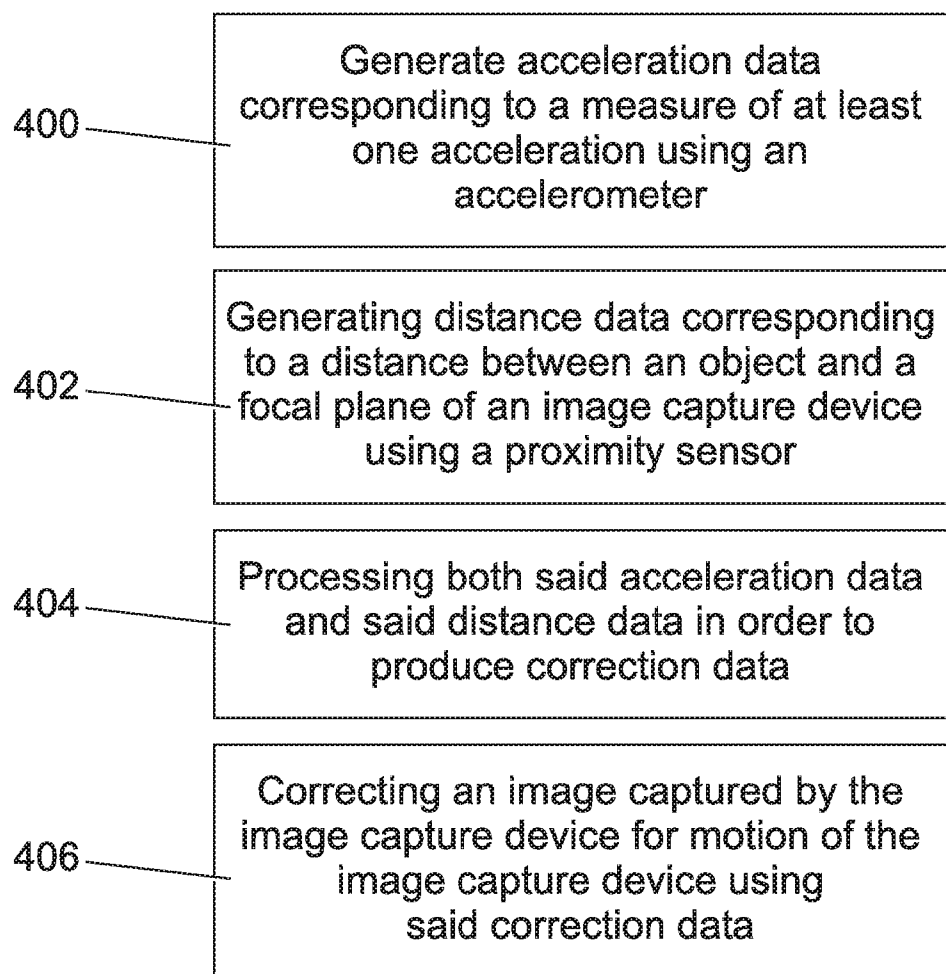 400
Generate acceleration data
corresponding to a measure of at least
one acceleration using an
accelerometer
402
Generating distance data corresponding
to a distance between an object and a
focal plane of an image capture device
using a proximity sensor
404
Processing both said acceleration data
and said distance data in order to
produce correction data
406
Correcting an image captured by the
image capture device for motion of the
image capture device using
said correction data